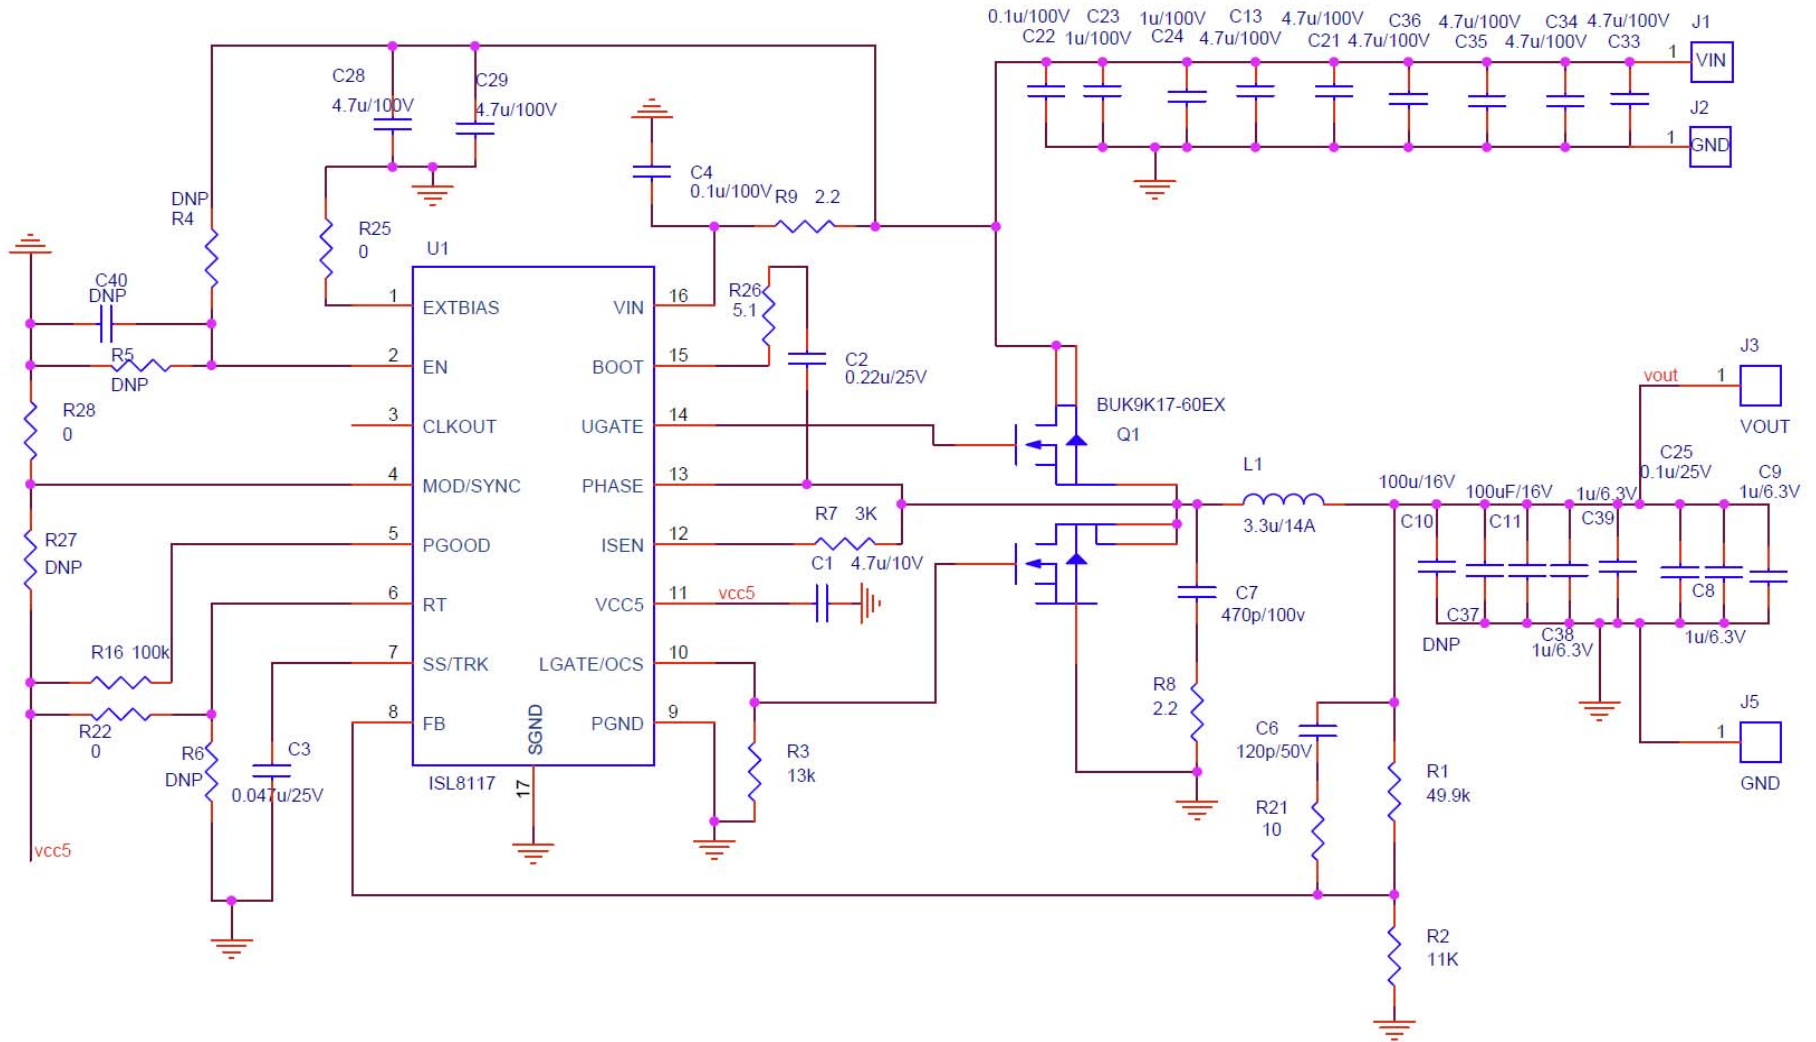 0.1u/100V C23 1u/100V C13 4.7u/100V C36 4.7u/100V C34 4.7u/100V J1
C22 1u/100V C24 4.7u/100V C21 4.7u/100V C35 4.7u/100V C33
1 VIN
J2
1 GND
C28 C29
4.7u/100V 4.7u/100V
C4
0.1u/100V R9 2.2
DNP
R4
R25
0
U1
C40
DNP
R26
5.1
1 EXTBIAS VIN 16
R5
DNP
2 EN BOOT 15
C2
0.22u/25V
J3
vout 1
VOUT
BUK9K17-60EX
Q1
R28
0
3 CLKOUT UGATE 14
4 MOD/SYNC PHASE 13
L1
3.3u/14A
C25
0.1u/25V
C9
1u/6.3V
100u/16V 100uF/16V 1u/6.3V
C10 C11 C39
R7 3K
R27
DNP
5 PGOOD ISEN 12
C1 4.7u/10V
6 RT VCC5 11 vcc5
C7
470p/100v
C8
C37
DNP
C38
1u/6.3V
1u/6.3V
R16 100k
7 SS/TRK LGATE/OCS 10
R8
2.2
8 FB SGND PGND 9
J5
1
GND
R22
0
R6
DNP
C3
0.047u/25V
R3
13k
C6
120p/50V
R1
49.9k
ISL8117
17
R21
10
vcc5
R2
11K